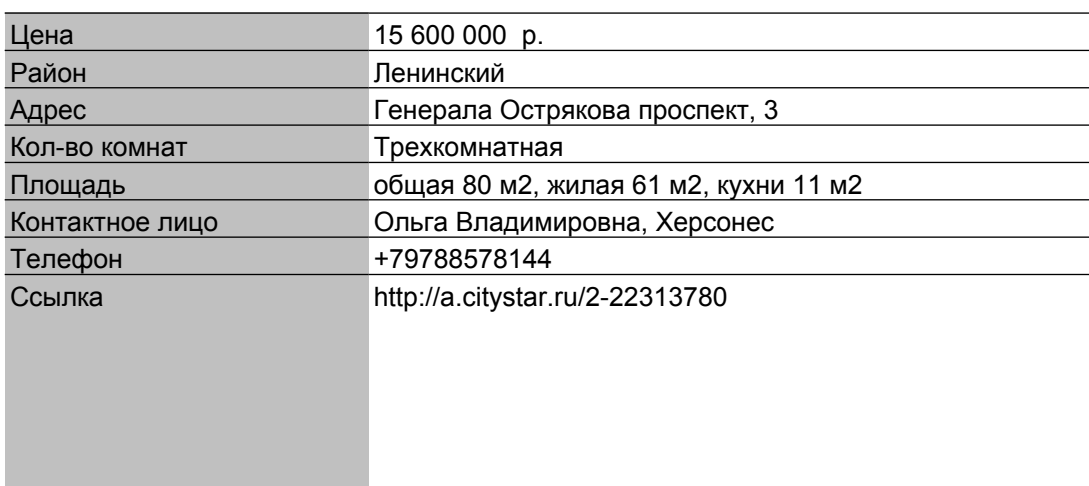 Цена 15 600 000 р.
Район Ленинский
Адрес Генерала Острякова проспект, 3
Кол-во комнат Трехкомнатная
Площадь общая 80 м2, жилая 61 м2, кухни 11 м2
Контактное лицо Ольга Владимировна, Херсонес
Телефон +79788578144
Ссылка http://a.citystar.ru/2-22313780